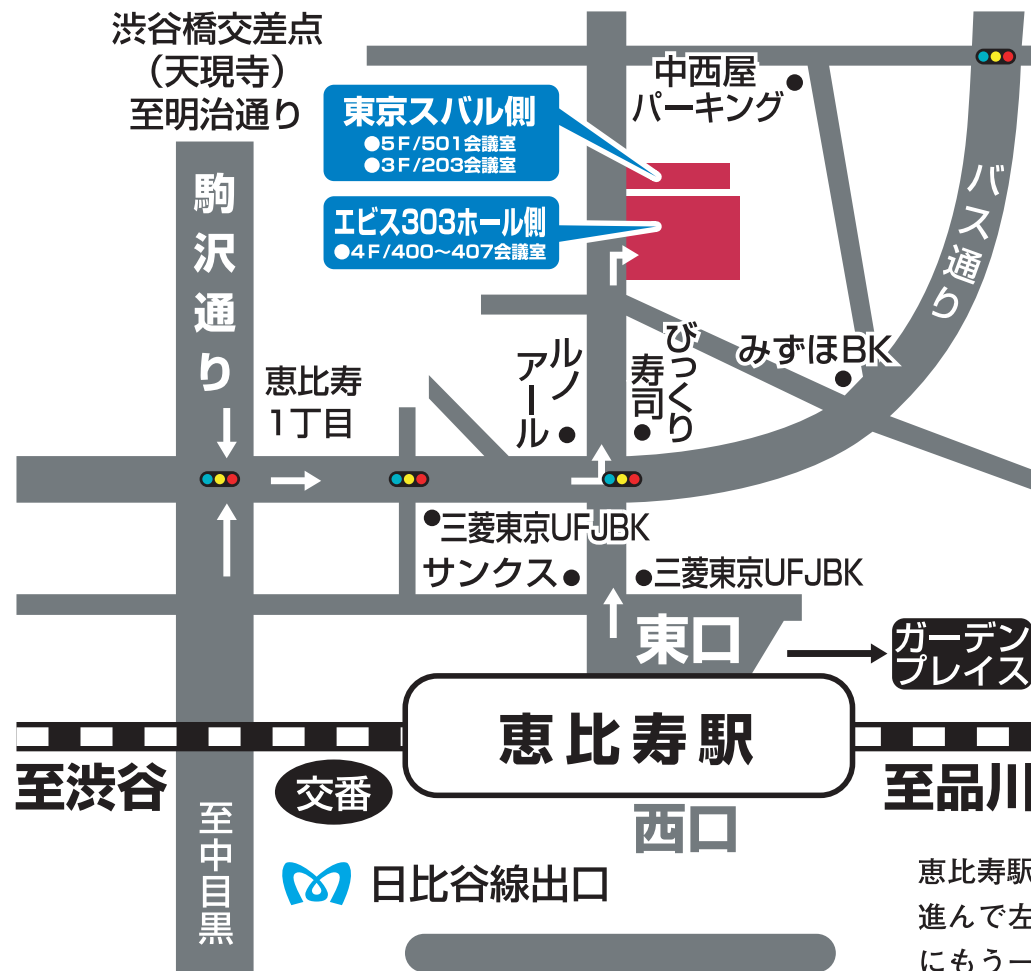 渋谷橋交差点
（天現寺）
至明治通り
中西屋
パーキング
東京スバル側
●5F/501会議室
●3F/203会議室
エビス303ホール側
●4F/400〜407会議室
駒沢通り
バス通り
恵比寿
1丁目
ルノ
アール
びっくり
寿司
みずほBK
三菱東京UFJBK
サンクス
三菱東京UFJBK
東口
ガーデン
プレイス
恵比寿駅
至渋谷
交番
至品川
西口
至中目黒
日比谷線出口
恵比寿駅
進んで左
にもう一